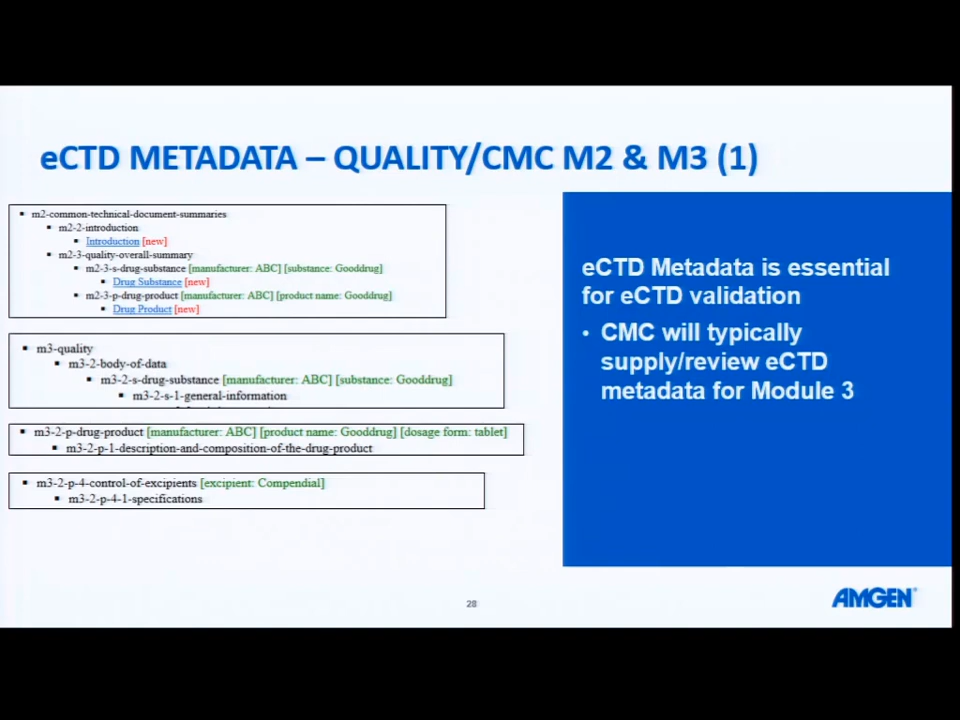 eCTD METADATA – QUALITY/CMC M2 & M3 (1)
▪ m2-common-technical-document-summaries
▪ m2-2-introduction
▪ Introduction [new]
▪ m2-3-quality-overall-summary
▪ m2-3-s-drug-substance [manufacturer: ABC] [substance: Gooddrug]
▪ Drug Substance [new]
▪ m2-3-p-drug-product [manufacturer: ABC] [product name: Gooddrug]
▪ Drug Product [new]
▪ m3-quality
▪ m3-2-body-of-data
▪ m3-2-s-drug-substance [manufacturer: ABC] [substance: Gooddrug]
▪ m3-2-s-1-general-information
▪ m3-2-p-drug-product [manufacturer: ABC] [product name: Gooddrug] [dosage form: tablet]
▪ m3-2-p-1-description-and-composition-of-the-drug-product
▪ m3-2-p-4-control-of-excipients [excipient: Compendial]
▪ m3-2-p-4-1-specifications
eCTD Metadata is essential
for eCTD validation
• CMC will typically
supply/review eCTD
metadata for Module 3
28
AMGEN®